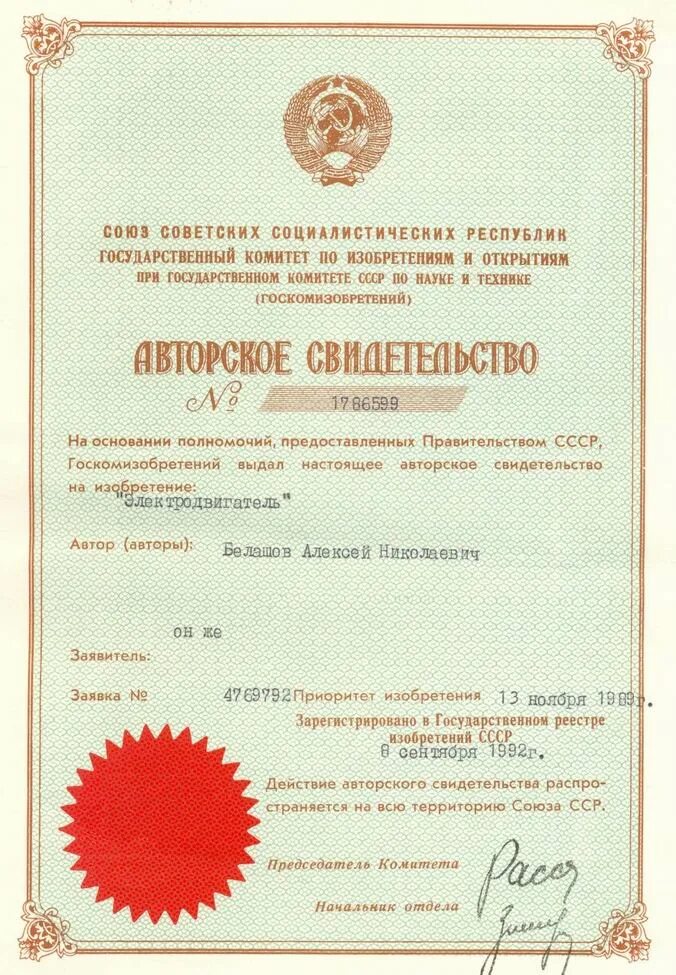 СОЮЗ СОВЕТСКИХ СОЦИАЛИСТИЧЕСКИХ РЕСПУБЛИК
ГОСУДАРСТВЕННЫЙ КОМИТЕТ ПО ИЗОБРЕТЕНИЯМ И ОТКРЫТИЯМ
ПРИ ГОСУДАРСТВЕННОМ КОМИТЕТЕ СССР ПО НАУКЕ И ТЕХНИКЕ
(ГОСКОМИЗОБРЕТЕНИЙ)
АВТОРСКОЕ СВИДЕТЕЛЬСТВО
№ 1786599
На основании полномочий, предоставленных Правительством СССР,
Госкомизобретений выдал настоящее авторское свидетельство
на изобретение:
"Электродвигатель"
Автор (авторы): Белашов Алексей Николаевич
он же
Заявитель:
Заявка № 4769792 Приоритет изобретения 13 ноября 1989г.
Зарегистрировано в Государственном реестре
изобретений СССР
8 сентября 1992г.
Действие авторского свидетельства распро-
страняется на всю территорию Союза ССР.
Председатель Комитета
Начальник отдела